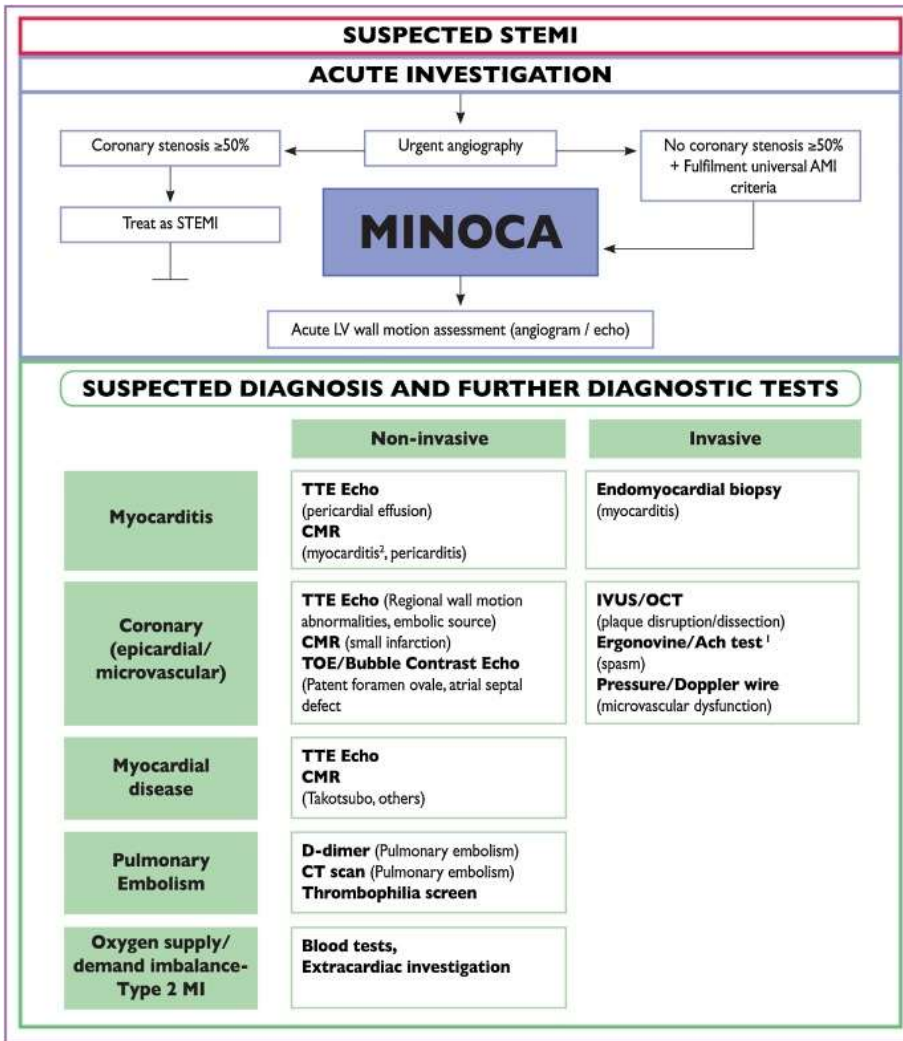 SUSPECTED STEMI
ACUTE INVESTIGATION
Coronary stenosis ≥50%
Urgent angiography
No coronary stenosis ≥50%
+ Fulfilment universal AMI
criteria
Treat as STEMI
MINOCA
Acute LV wall motion assessment (angiogram / echo)
SUSPECTED DIAGNOSIS AND FURTHER DIAGNOSTIC TESTS
Non-invasive
Invasive
Myocarditis
TTE Echo
(pericardial effusion)
CMR
(myocarditis², pericarditis)
Endomyocardial biopsy
(myocarditis)
Coronary
(epicardial/
microvascular)
TTE Echo (Regional wall motion
abnormalities, embolic source)
CMR (small infarction)
TOE/Bubble Contrast Echo
(Patent foramen ovale, atrial septal
defect
IVUS/OCT
(plaque disruption/dissection)
Ergonovine/Ach test ¹
(spasm)
Pressure/Doppler wire
(microvascular dysfunction)
Myocardial
disease
TTE Echo
CMR
(Takotsubo, others)
Pulmonary
Embolism
D-dimer (Pulmonary embolism)
CT scan (Pulmonary embolism)
Thrombophilia screen
Oxygen supply/
demand imbalance-
Type 2 MI
Blood tests,
Extracardiac investigation